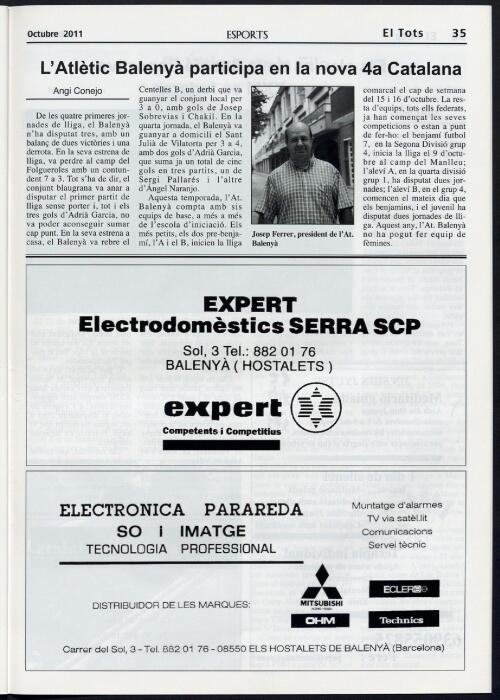 Octubre 2011
ESPORTS
El Tots 35
L'Atlètic Balenyà participa en la nova 4a Catalana
Angi Conejo
De les quatre primeres jor-
nades de lliga, el Balenyà
n'ha disputat tres, amb un
balanç de dues victòries i una
derrota. En la seva estrena de
lliga, va perdre al camp del
Folgueroles amb un contun-
dent 7 a 3. Tot s'ha de dir, el
conjunt blaugrana va anar a
disputar el primer partit de
lliga sense porter i, tot i els
tres gols d'Adrià Garcia, no
va poder aconseguir sumar
cap punt. En la seva estrena a
casa, el Balenyà va rebre el
Centelles B, un derbi que va
guanyar el conjunt local per
3 a 0, amb gols de Josep
Sobrevias i Chakil. En la
quarta jornada, el Balenyà va
guanyar a domicili el Sant
Julià de Vilatorta per 3 a 4,
amb dos gols d'Adrià Garcia,
que suma ja un total de cinc
gols en tres partits, un de
Sergi Pallarés i l'altre
d'Àngel Naranjo.
Aquesta temporada, l'At.
Balenyà compta amb sis
equips de base, a més a més
de l'escola d'iniciació. Els
més petits, els dos pre-benja-
mí, l'A i el B, inicien la lliga
Josep Ferrer, president de l'At.
Balenyà
comarcal el cap de setmana
del 15 i 16 d'octubre. La res-
ta d'equips, tots ells federats,
ja han començat les seves
competicions o estan a punt
de fer-ho: el benjamí futbol
7, en la Segona Divisió grup
4, inicia la lliga el 9 d'octu-
bre al camp del Manlleu;
l'aleví A, en la quarta divisió
grup 1, ha disputat dues jor-
nades; l'aleví B, en el grup 4,
comencen el mateix dia que
els benjamins, i el juvenil ha
disputat dues jornades de lli-
ga. Aquest any, l'At. Balenyà
no ha pogut fer equip de
fèmines.
EXPERT
Electrodomèstics SERRA SCP
Sol, 3 Tel.: 882 01 76
BALENYÀ ( HOSTALETS )
expert
Competents i Competitius
ELECTRONICA PARAREDA
SO i IMATGE
TECNOLOGIA PROFESSIONAL
Muntatge d'alarmes
TV via satèl.lit
Comunicacions
Servei tècnic
DISTRIBUIDOR DE LES MARQUES:
MITSUBISHI
ECLER
OHM
Technics
Carrer del Sol, 3 - Tel. 882 01 76 - 08550 ELS HOSTALETS DE BALENYÀ (Barcelona)